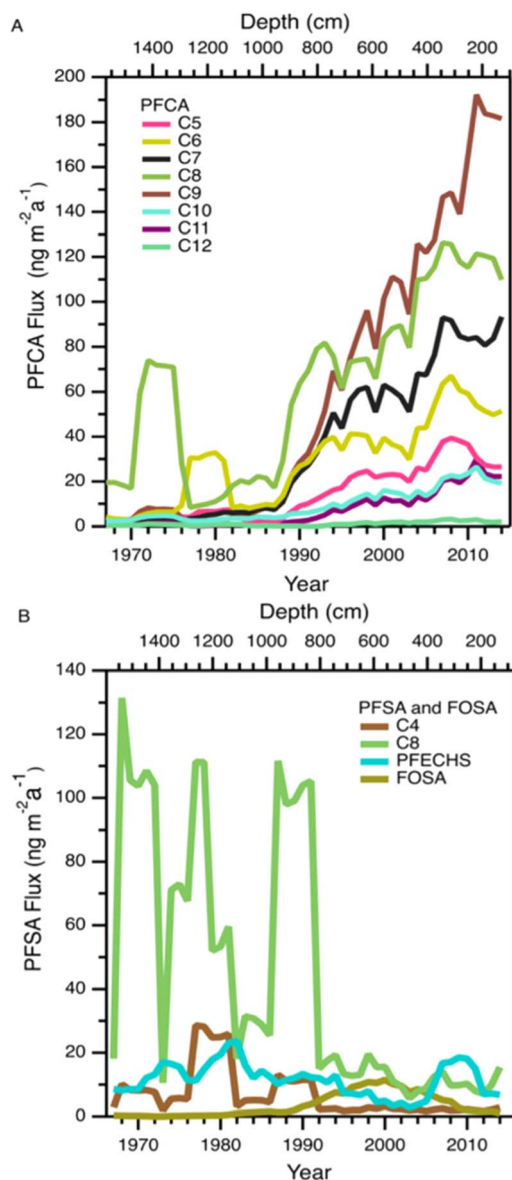 A
Depth (cm)
1400 1200 1000 800 600 400 200
PFCA Flux (ng m-2a-1)
200
180
160
140
120
100
80
60
40
20
0
PFCA
C5
C6
C7
C8
C9
C10
C11
C12
1970 1980 1990 2000 2010
Year
B
Depth (cm)
1400 1200 1000 800 600 400 200
PFSA Flux (ng m-2a-1)
140
120
100
80
60
40
20
0
PFSA and FOSA
C4
C8
PFECHS
FOSA
1970 1980 1990 2000 2010
Year